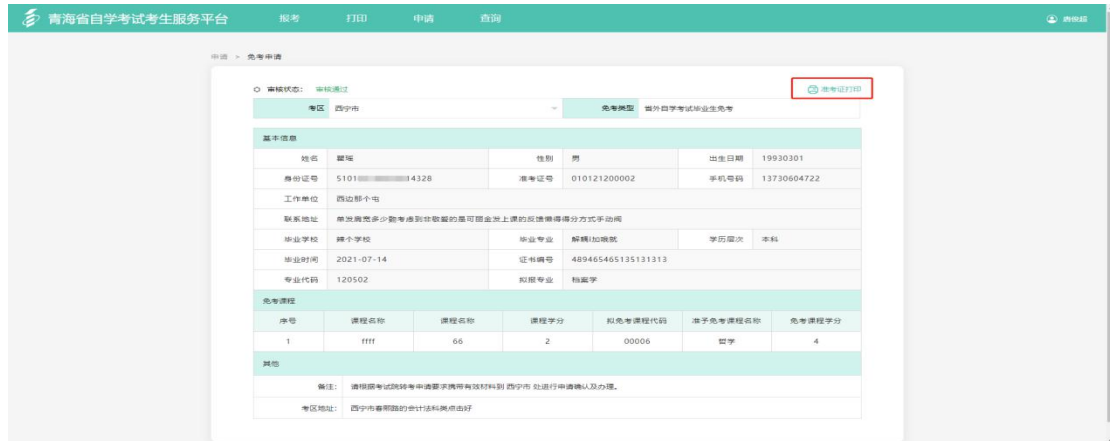 青海省自学考试考生服务平台 报考 打印 申请 查询
申请 > 免考申请
审核状态: 审核通过 准考证打印
考区 西宁市 免考类型 省外自学考试毕业生免考
基本信息
姓名 性别 男 出生日期 19930301
身份证号 5101 14328 准考证号 010121200002 手机号码 13730604722
工作单位 西边那个屯
联系地址
毕业学校 毕业专业 学历层次 本科
毕业时间 2021-07-14 证书编号 489465465135131313
专业代码 120502 拟报专业 档案学
免考课程
序号 课程名称 课程名称 课程学分 拟免考课程代码 准予免考课程名称 免考课程学分
1 ffff 66 2 00006 哲学 4
其他
备注: 请根据考试院转考申请要求携带有效材料到 西宁市 处进行申请确认及办理。
考区地址: 西宁市春熙路的会计法科类点击好